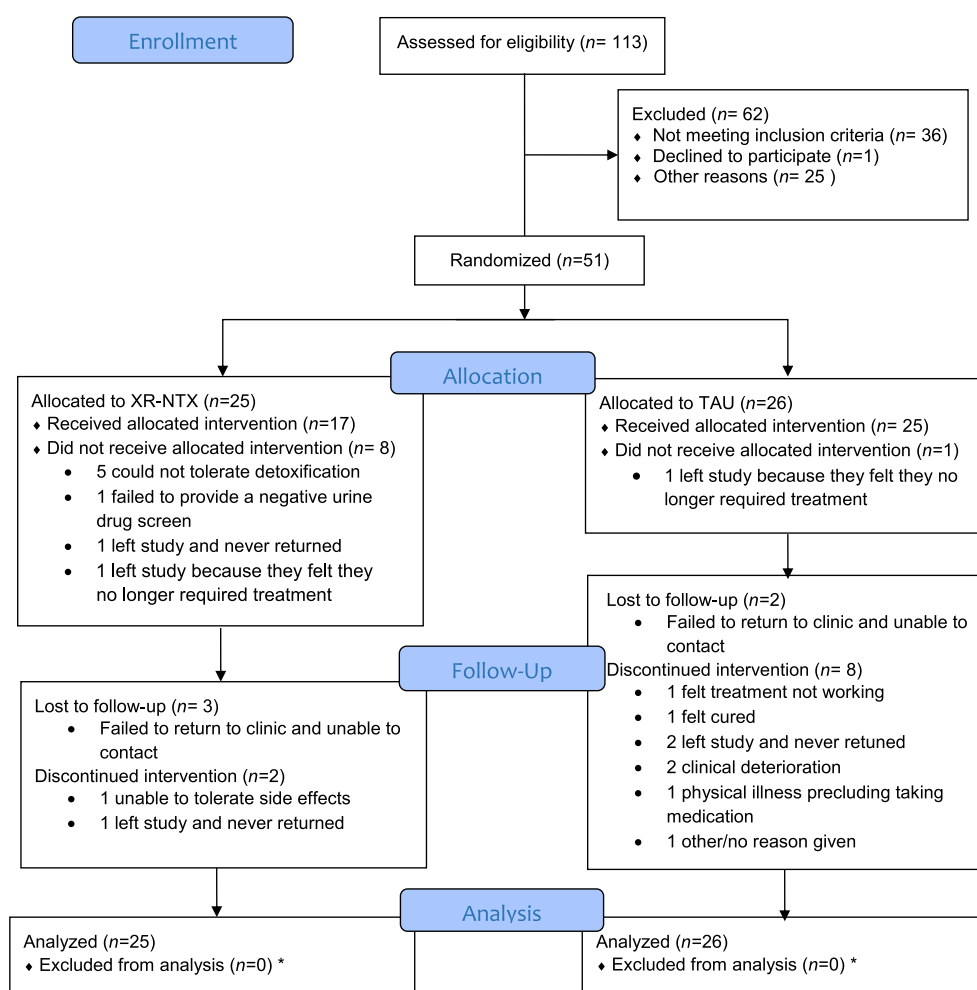 Enrollment
Assessed for eligibility (n= 113)
Excluded (n= 62)
♦ Not meeting inclusion criteria (n= 36)
♦ Declined to participate (n=1)
♦ Other reasons (n= 25 )
Randomized (n=51)
Allocation
Allocated to XR-NTX (n=25)
♦ Received allocated intervention (n=17)
♦ Did not receive allocated intervention (n= 8)
• 5 could not tolerate detoxification
• 1 failed to provide a negative urine
drug screen
• 1 left study and never returned
• 1 left study because they felt they
no longer required treatment
Allocated to TAU (n=26)
♦ Received allocated intervention (n= 25)
♦ Did not receive allocated intervention (n=1)
• 1 left study because they felt they no
longer required treatment
Follow-Up
Lost to follow-up (n= 3)
• Failed to return to clinic and unable to
contact
Discontinued intervention (n=2)
• 1 unable to tolerate side effects
• 1 left study and never returned
Lost to follow-up (n=2)
• Failed to return to clinic and unable to
contact
Discontinued intervention (n= 8)
• 1 felt treatment not working
• 1 felt cured
• 2 left study and never retuned
• 2 clinical deterioration
• 1 physical illness precluding taking
medication
• 1 other/no reason given
Analysis
Analyzed (n=25)
♦ Excluded from analysis (n=0) *
Analyzed (n=26)
♦ Excluded from analysis (n=0) *